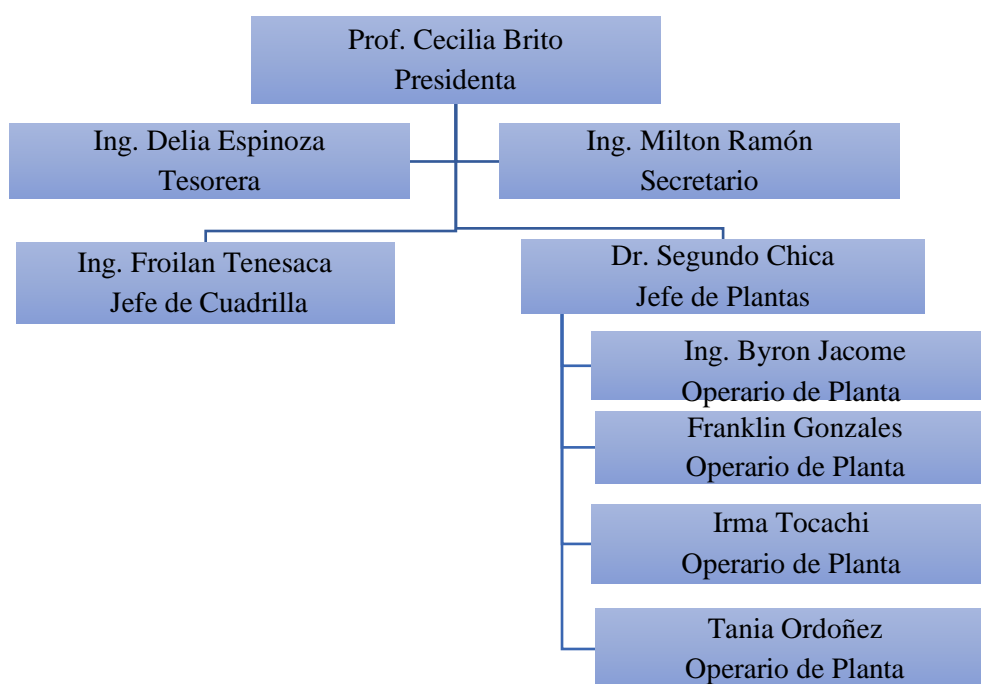 Prof. Cecilia Brito
Presidenta
Ing. Delia Espinoza
Tesorera
Ing. Milton Ramón
Secretario
Ing. Froilan Tenesaca
Jefe de Cuadrilla
Dr. Segundo Chica
Jefe de Plantas
Ing. Byron Jacome
Operario de Planta
Franklin Gonzales
Operario de Planta
Irma Tocachi
Operario de Planta
Tania Ordoñez
Operario de Planta